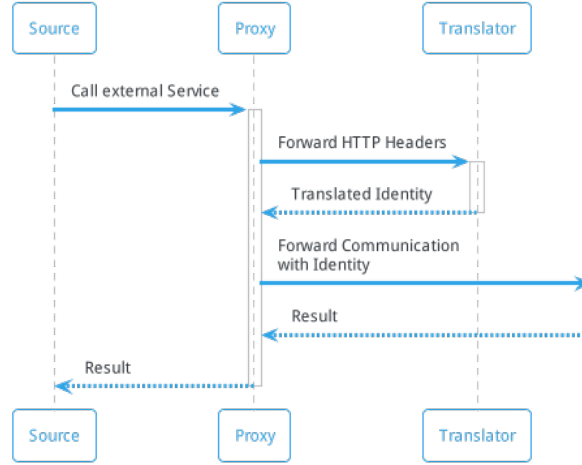 Source
Proxy
Translator
Call external Service
Forward HTTP Headers
Translated Identity
Forward Communication
with Identity
Result
Result
Source
Proxy
Translator